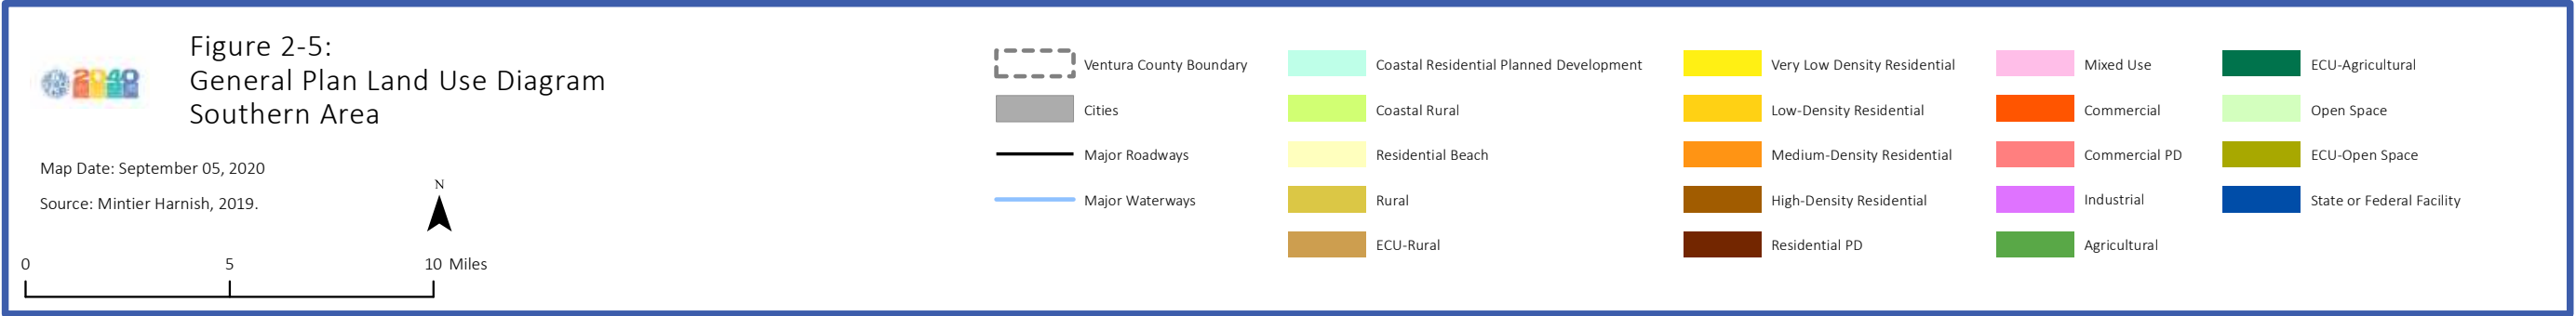 2040
Figure 2-5:
General Plan Land Use Diagram
Southern Area
Map Date: September 05, 2020
Source: Mintier Harnish, 2019.
N
0 5 10 Miles
Ventura County Boundary
Cities
Major Roadways
Major Waterways
Coastal Residential Planned Development
Coastal Rural
Residential Beach
Rural
ECU-Rural
Very Low Density Residential
Low-Density Residential
Medium-Density Residential
High-Density Residential
Residential PD
Mixed Use
Commercial
Commercial PD
Industrial
Agricultural
ECU-Agricultural
Open Space
ECU-Open Space
State or Federal Facility